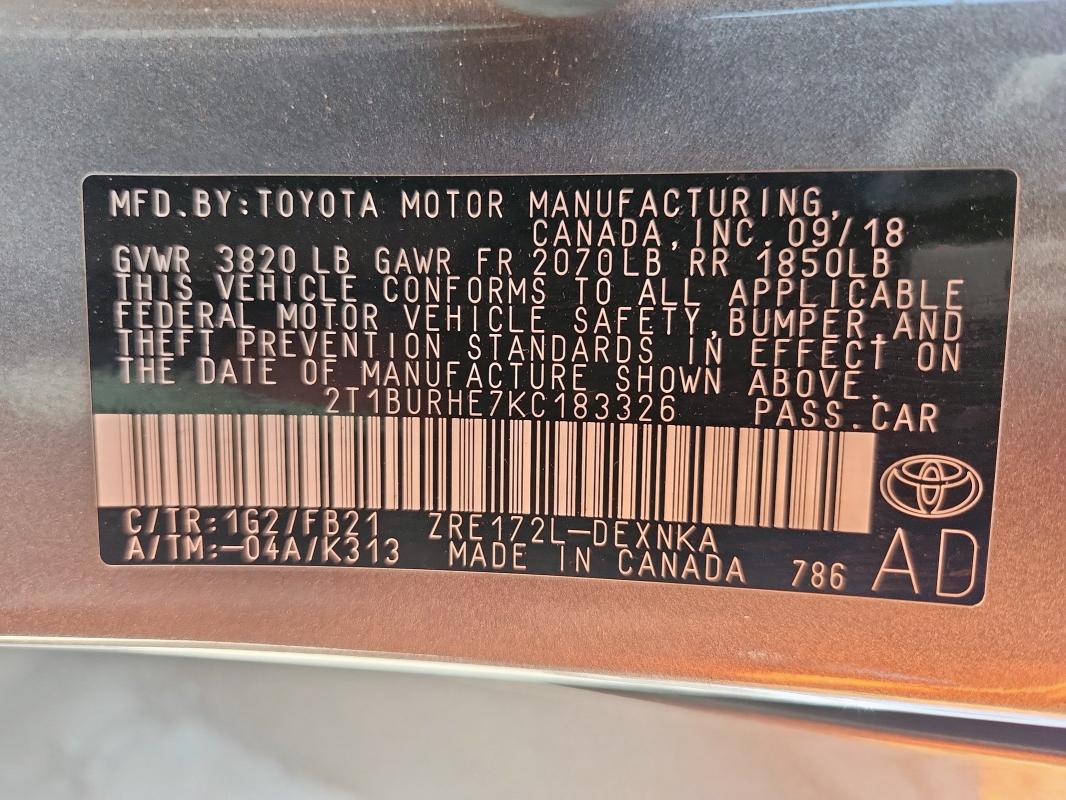 MFD.BY:TOYOTA MOTOR MANUFACTURING,
CANADA,INC. 09/18
GVWR 3820 LB GAWR FR 2070LB RR 1850LB
THIS VEHICLE CONFORMS TO ALL APPLICABLE
FEDERAL MOTOR VEHICLE SAFETY,BUMPER,AND
THEFT PREVENTION STANDARDS IN EFFECT ON
THE DATE OF MANUFACTURE SHOWN ABOVE.
2T1BURHE7KC183326 PASS.CAR
C/TR:1G2/FB21 ZRE172L-DEXNKA
A/TM:-04A/K313 MADE IN CANADA 786 AD